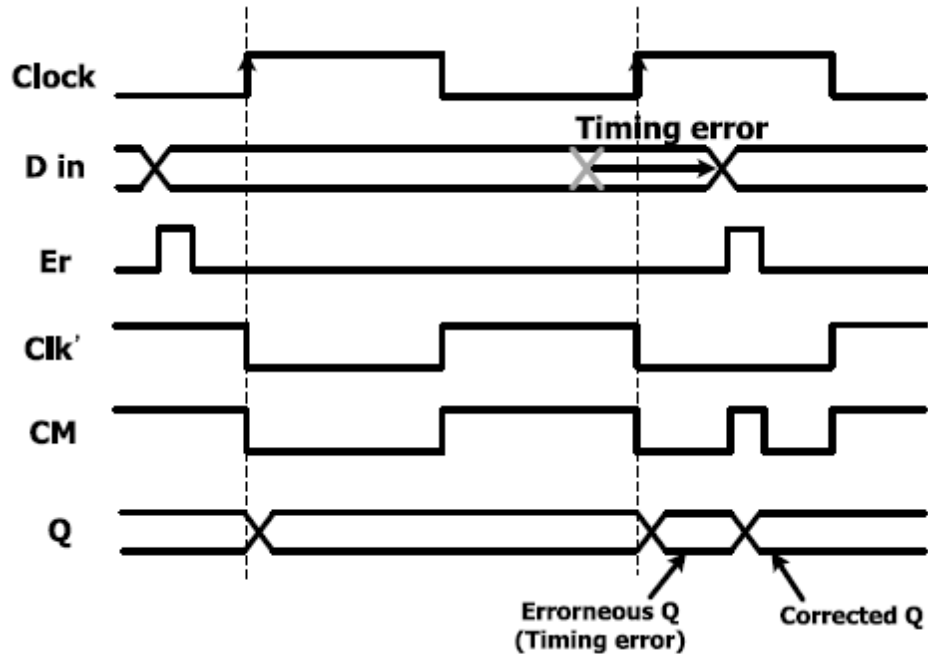 Clock
Timing error
D in
Er
Clk'
CM
Q
Errorneous Q
(Timing error)
Corrected Q